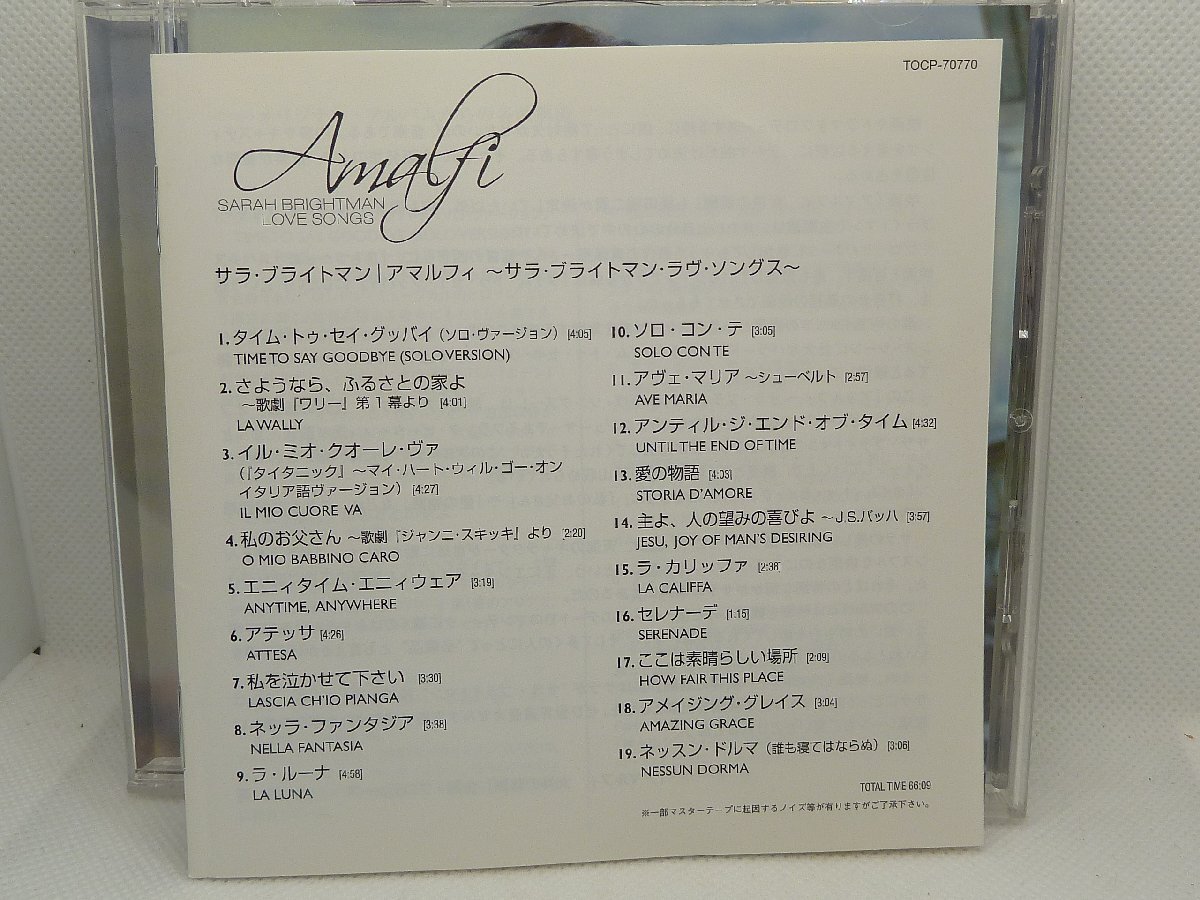 TOCP-70770
Amalfi
SARAH BRIGHTMAN
LOVE SONGS
サラ・ブライトマン|アマルフィ ～サラ・ブライトマン・ラヴ・ソングス～
1.タイム・トゥ・セイ・グッバイ（ソロ・ヴァージョン）[4:05]
TIME TO SAY GOODBYE (SOLO VERSION)
2.さようなら、ふるさとの家よ
～歌劇『ワリー』第1幕より [4:01]
LA WALLY
3.イル・ミオ・クオーレ・ヴァ
（『タイタニック』～マイ・ハート・ウィル・ゴー・オン
イタリア語ヴァージョン）[4:27]
IL MIO CUORE VA
4.私のお父さん ～歌劇『ジャンニ・スキッキ』より [2:20]
O MIO BABBINO CARO
5.エニィタイム・エニィウェア [3:19]
ANYTIME, ANYWHERE
6.アテッサ [4:26]
ATTESA
7.私を泣かせて下さい [3:30]
LASCIA CH'IO PIANGA
8.ネッラ・ファンタジア [3:38]
NELLA FANTASIA
9.ラ・ルーナ [4:58]
LA LUNA
10.ソロ・コン・テ [3:05]
SOLO CON TE
11.アヴェ・マリア ～シューベルト [2:57]
AVE MARIA
12.アンティル・ジ・エンド・オブ・タイム [4:32]
UNTIL THE END OF TIME
13.愛の物語 [4:03]
STORIA D'AMORE
14.主よ、人の望みの喜びよ ～J.S.バッハ [3:57]
JESU, JOY OF MAN'S DESIRING
15.ラ・カリッファ [2:38]
LA CALIFFA
16.セレナーデ [1:15]
SERENADE
17.ここは素晴らしい場所 [2:09]
HOW FAIR THIS PLACE
18.アメイジング・グレイス [3:04]
AMAZING GRACE
19.ネッスン・ドルマ（誰も寝てはならぬ）[3:06]
NESSUN DORMA
TOTAL TIME 66:09
※一部マスターテープに起因するノイズ等が有りますがご了承下さい。